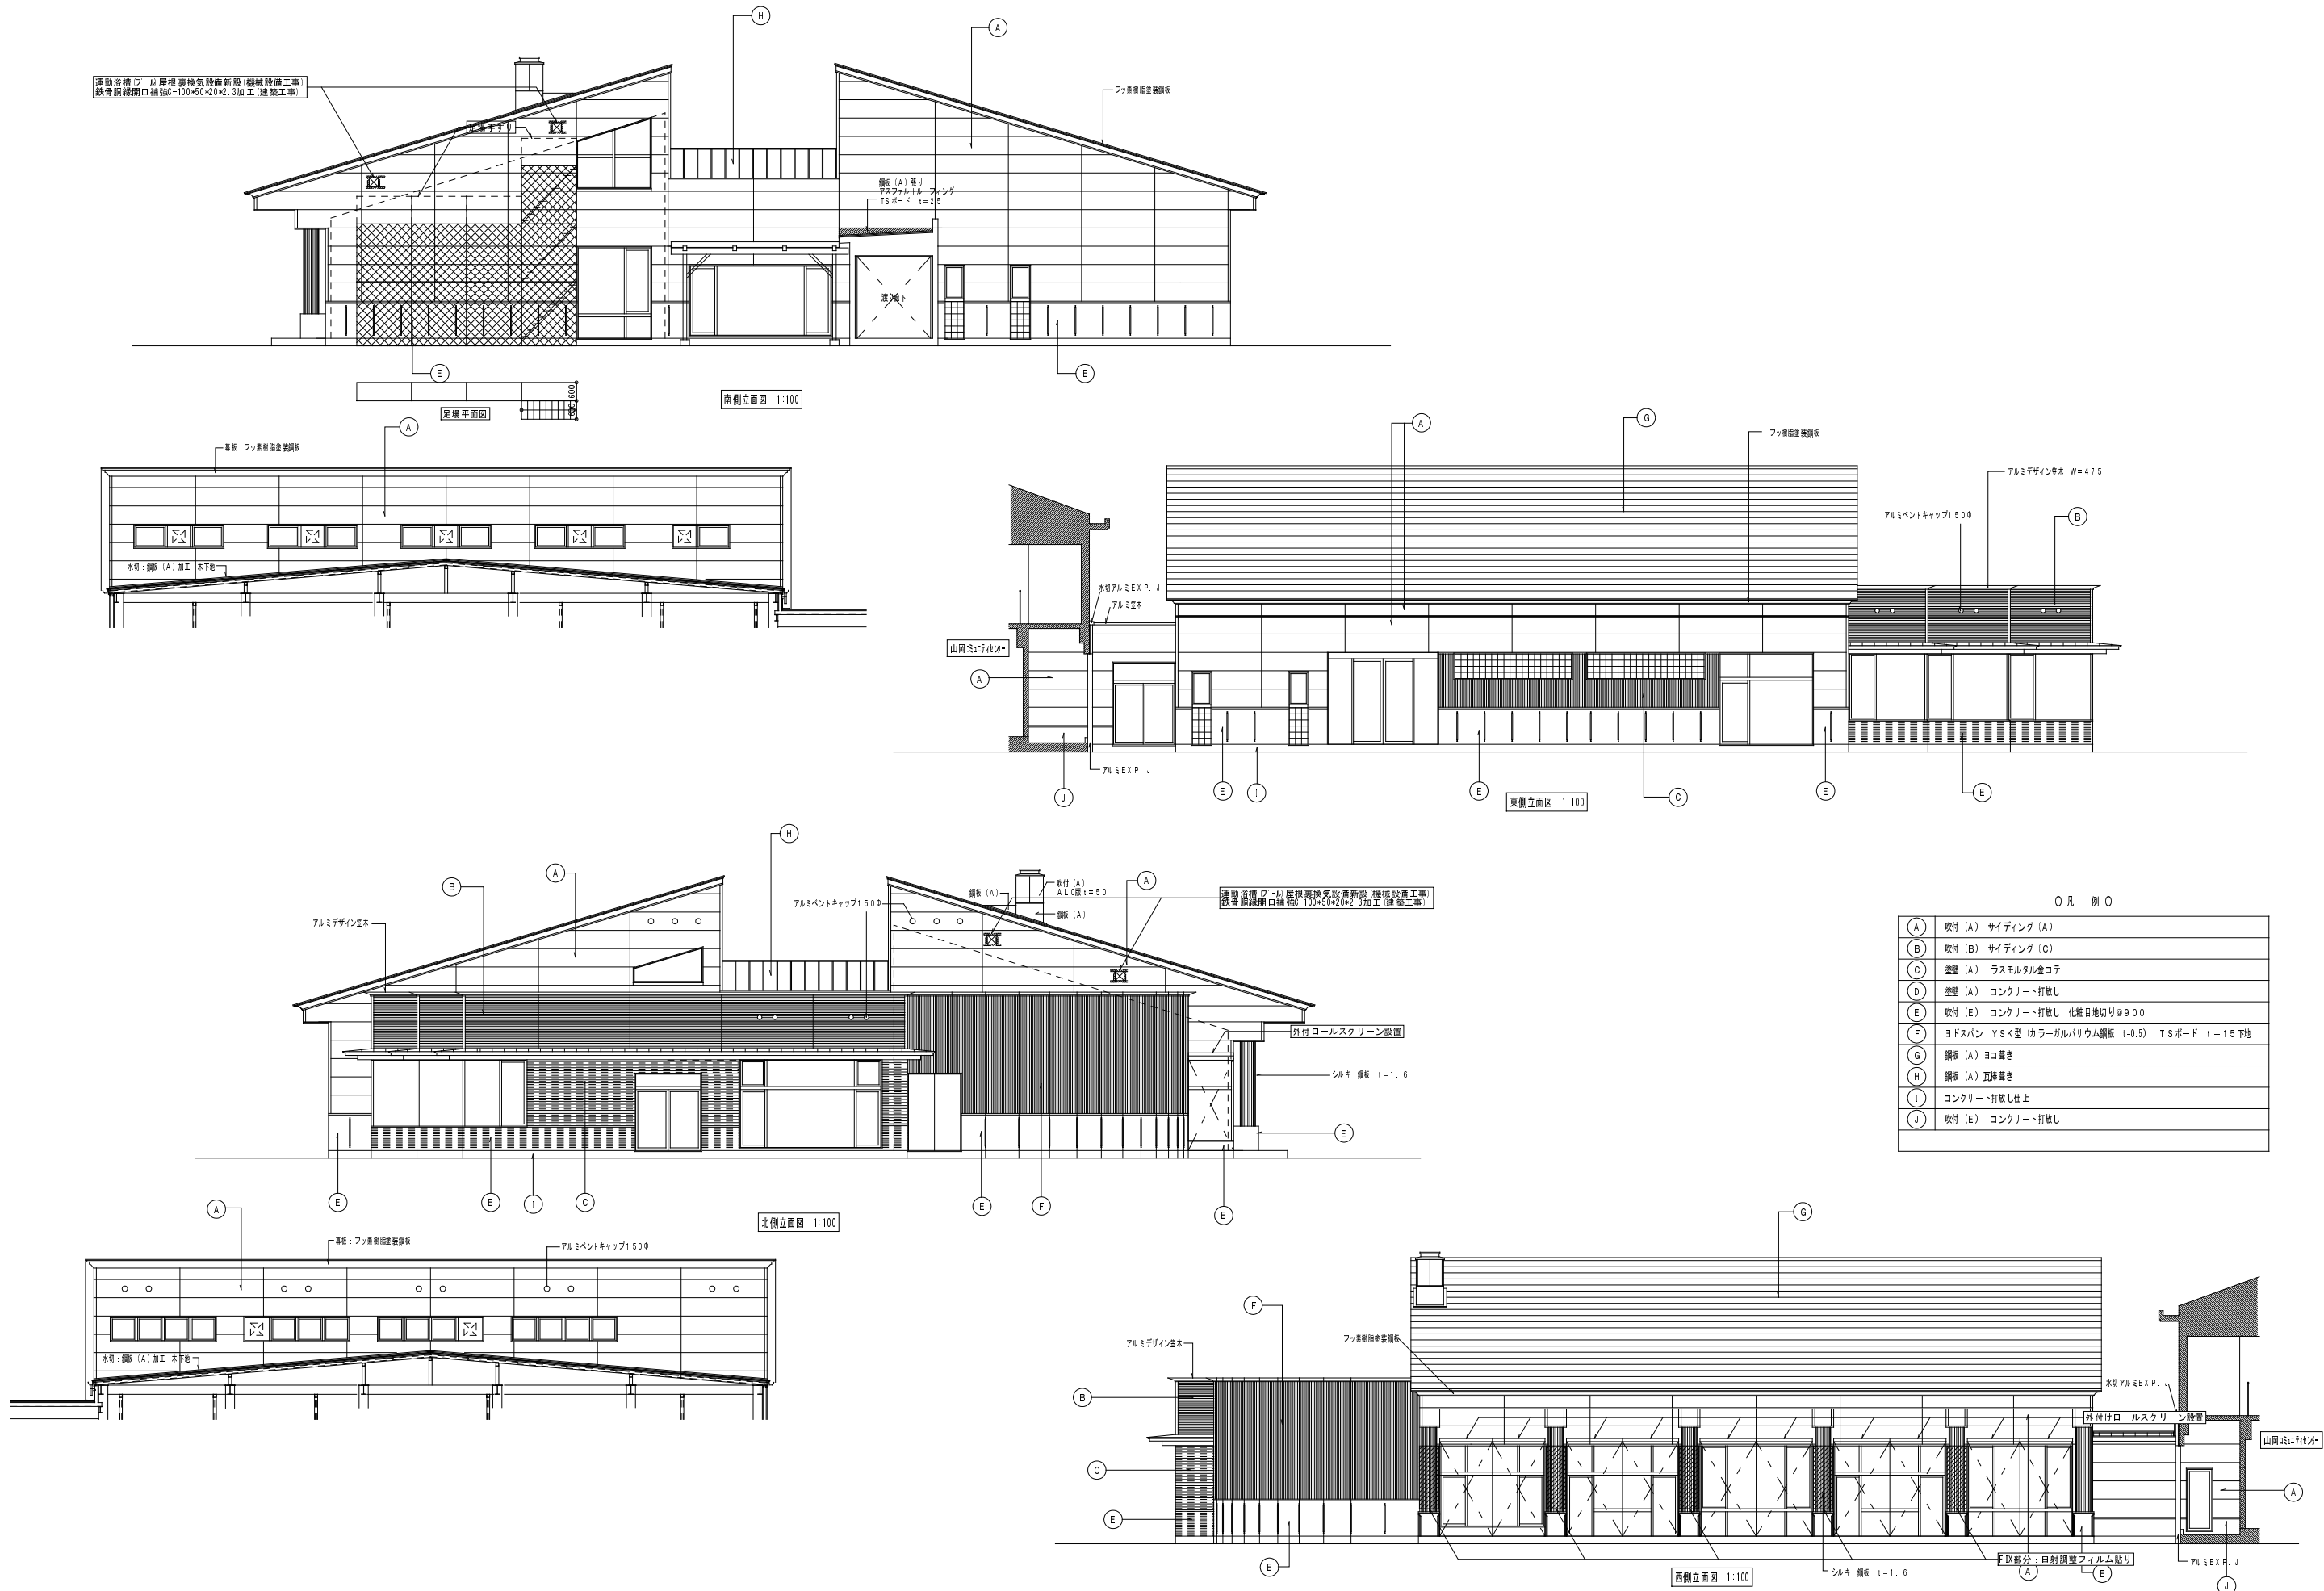 H
A
運動浴槽(プール)屋根裏換気設備新設(機械設備工事)
鉄骨胴縁開口補強C-100*50*20*2.3加工(建築工事)
フッ素樹脂塗装鋼板
足場手すり
鋼板(A)張り
アスファルトルーフィング
TSボード t=25
渡り廊下
E
E
600
600
足場平面図
南側立面図 1:100
A
幕板:フッ素樹脂塗装鋼板
水切:鋼板(A)加工 木下地
A
G
フッ樹脂塗装鋼板
アルミデザイン笠木 W=475
アルミベントキャップ150Φ
B
水切アルミEXP.J
アルミ笠木
山岡コミュニティセンター
A
アルミEXP.J
J
E
I
E
C
E
E
東側立面図 1:100
H
A
B
アルミデザイン笠木
アルミベントキャップ150Φ
鋼板(A)
吹付(A)
ALC版t=50
鋼板(A)
A
運動浴槽(プール)屋根裏換気設備新設(機械設備工事)
鉄骨胴縁開口補強C-100*50*20*2.3加工(建築工事)
外付ロールスクリーン設置
シルキー鋼板 t=1.6
E
E
E
I
C
E
F
E
北側立面図 1:100
〇凡 例〇
A 吹付(A) サイディング(A)
B 吹付(B) サイディング(C)
C 塗壁(A) ラスモルタル金コテ
D 塗壁(A) コンクリート打放し
E 吹付(E) コンクリート打放し 化粧目地切り@900
F ヨドスパン YSK型(カラーガルバリウム鋼板 t=0.5) TSボード t=15下地
G 鋼板(A)ヨコ葺き
H 鋼板(A)瓦棒葺き
I コンクリート打放し仕上
J 吹付(E) コンクリート打放し
A
幕板:フッ素樹脂塗装鋼板
アルミベントキャップ150Φ
水切:鋼板(A)加工 木下地
G
F
アルミデザイン笠木
フッ素樹脂塗装鋼板
B
水切アルミEXP.J
外付けロールスクリーン設置
山岡コミュニティセンター
C
A
E
E
FIX部分:日射調整フィルム貼り
A
E
アルミEXP.J
シルキー鋼板 t=1.6
J
西側立面図 1:100